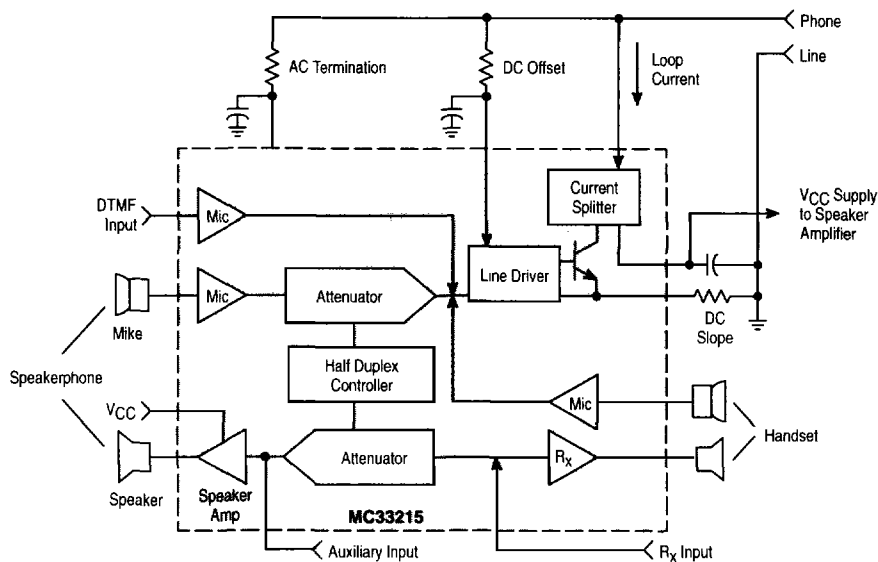 Phone
AC Termination
DC Offset
Loop
Current
Line
DTMF
Input
Mic
Current
Splitter
VCC Supply
to Speaker
Amplifier
Mic
Attenuator
Line Driver
Mike
DC
Slope
Speakerphone
Half Duplex
Controller
VCC
Mic
Handset
Attenuator
RX
Speaker
Speaker
Amp
MC33215
Auxiliary Input
RX Input